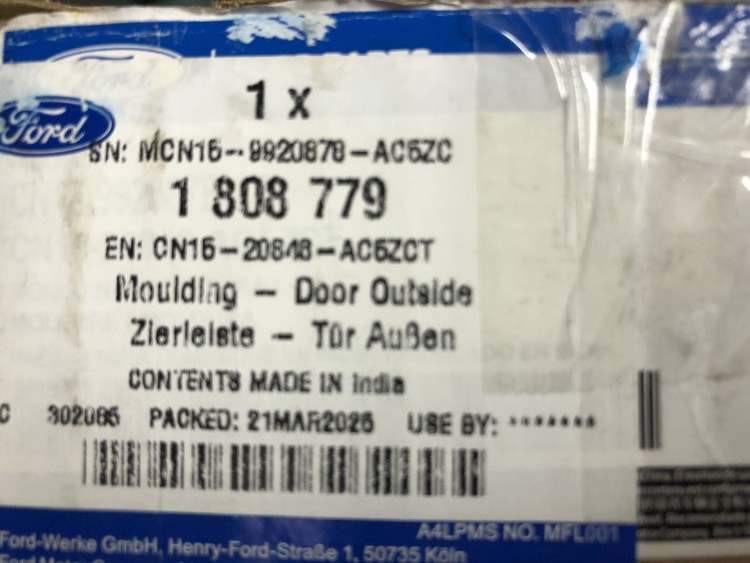 Ford
1 x
Ford
SN: MCN15-9920878-AC5ZC
1 808 779
EN: CN15-20848-AC5ZCT
Moulding - Door Outside
Zierleiste - Tür Außen
CONTENTS MADE IN India
C 302085 PACKED: 21MAR2025 USE BY: *******
A4LPMS NO. MFL001
Ford-Werke GmbH, Henry-Ford-Straße 1, 50735 Köln